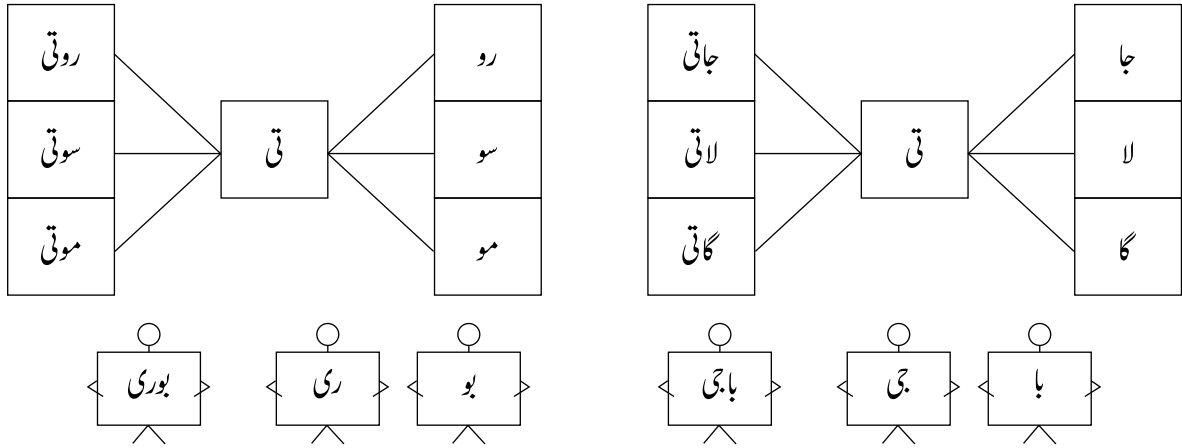 جا رو
جاتی روتی
تی تی
لا سو
لاتی سوتی
گا مو
گاتی موتی
با جی باجی بو ری بوری